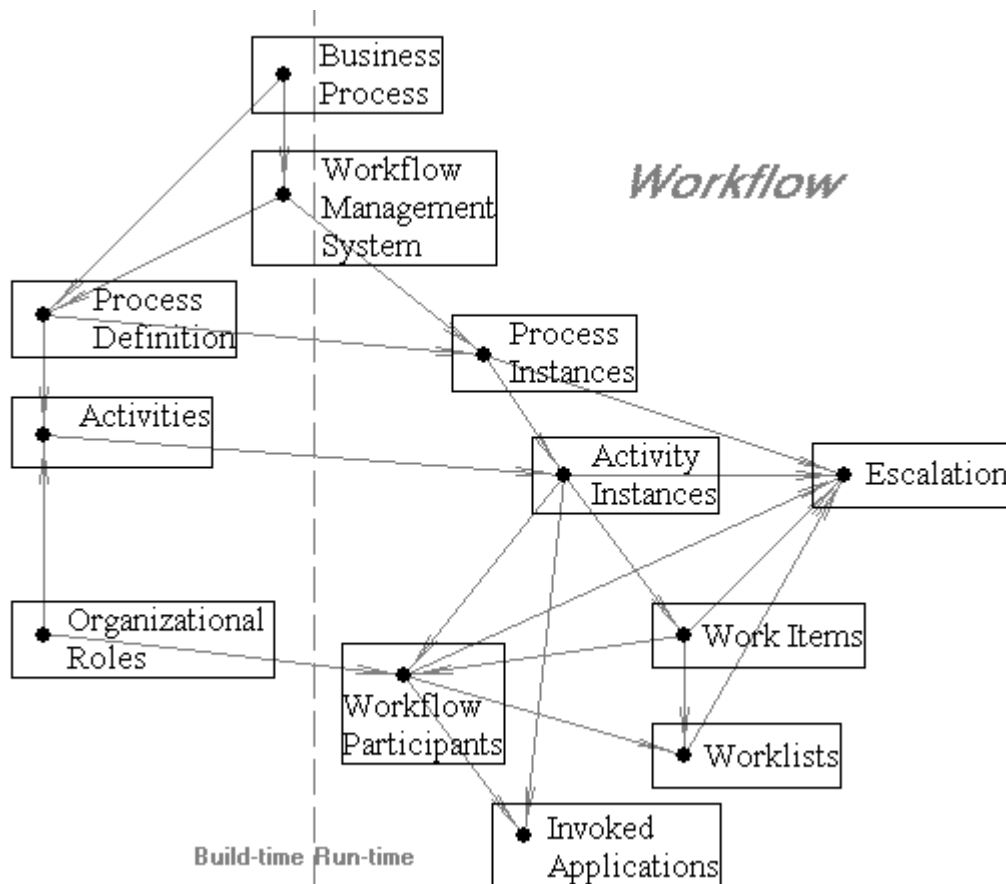 Business
Process
Workflow
Management
System
Workflow
Process
Definition
Process
Instances
Activities
Activity
Instances
Escalation
Organizational
Roles
Work Items
Workflow
Participants
Worklists
Invoked
Applications
Build-time Run-time